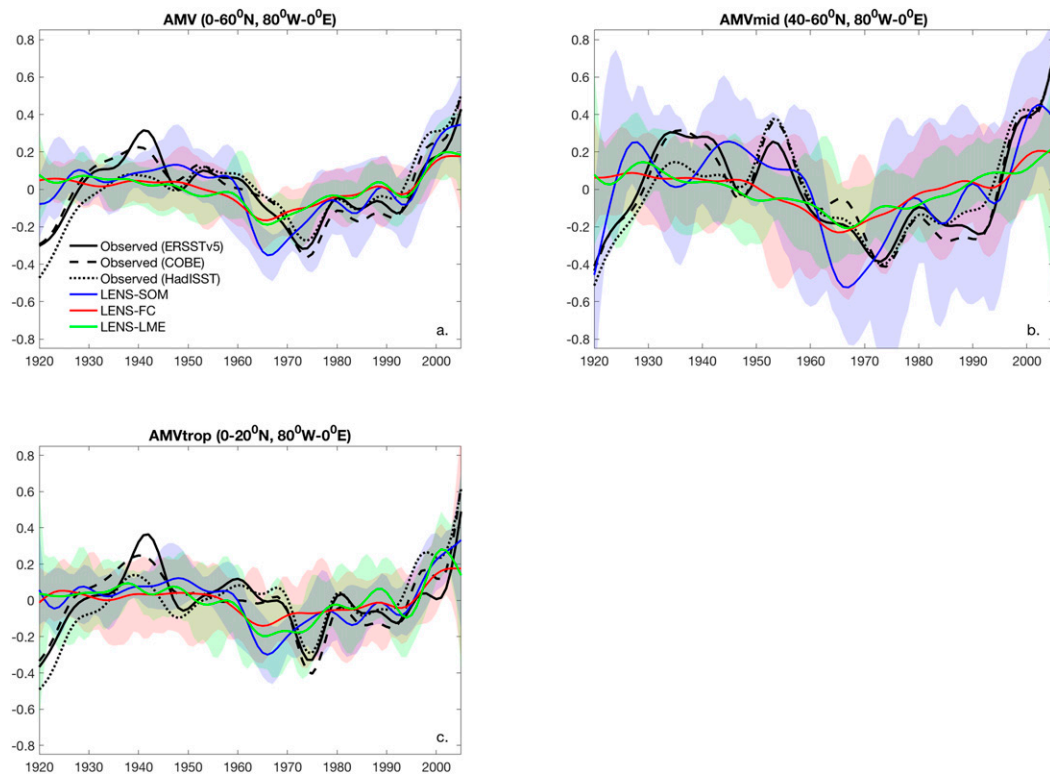 AMV (0-60⁰N, 80⁰W-0⁰E)
0.8
0.6
0.4
0.2
0
-0.2
-0.4
-0.6
-0.8
Observed (ERSSTv5)
Observed (COBE)
Observed (HadISST)
LENS-SOM
LENS-FC
LENS-LME
a.
1920 1930 1940 1950 1960 1970 1980 1990 2000
AMVmid (40-60⁰N, 80⁰W-0⁰E)
0.8
0.6
0.4
0.2
0
-0.2
-0.4
-0.6
-0.8
b.
1920 1930 1940 1950 1960 1970 1980 1990 2000
AMVtrop (0-20⁰N, 80⁰W-0⁰E)
0.8
0.6
0.4
0.2
0
-0.2
-0.4
-0.6
-0.8
c.
1920 1930 1940 1950 1960 1970 1980 1990 2000